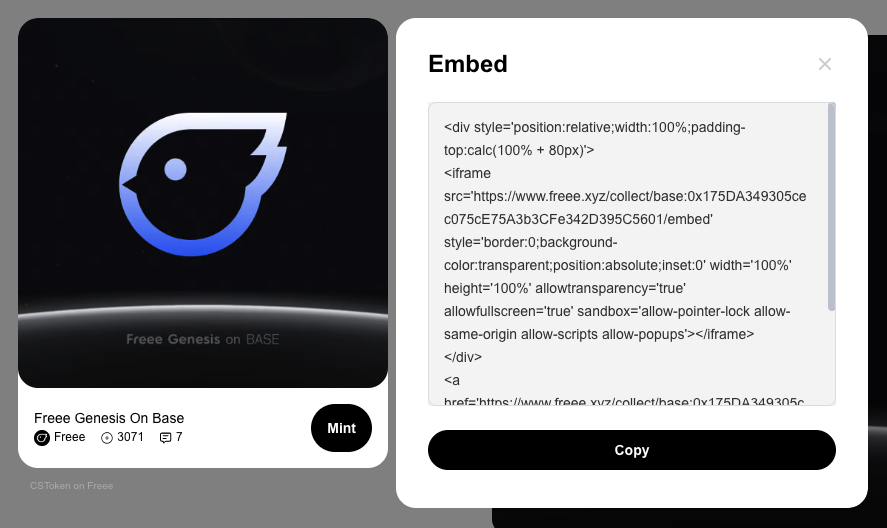 Freee Genesis on BASE
Freee Genesis On Base
Freee 3071 7
Mint
CSToken on Freee
Embed
<div style='position:relative;width:100%;padding-
top:calc(100% + 80px)'>
<iframe
src='https://www.freee.xyz/collect/base:0x175DA349305ce
c075cE75A3b3CFe342D395C5601/embed'
style='border:0;background-
color:transparent;position:absolute;inset:0' width='100%'
height='100%' allowtransparency='true'
allowfullscreen='true' sandbox='allow-pointer-lock allow-
same-origin allow-scripts allow-popups'></iframe>
</div>
<a
href='https://www.freee.xyz/collect/base:0x175DA349305c
Copy